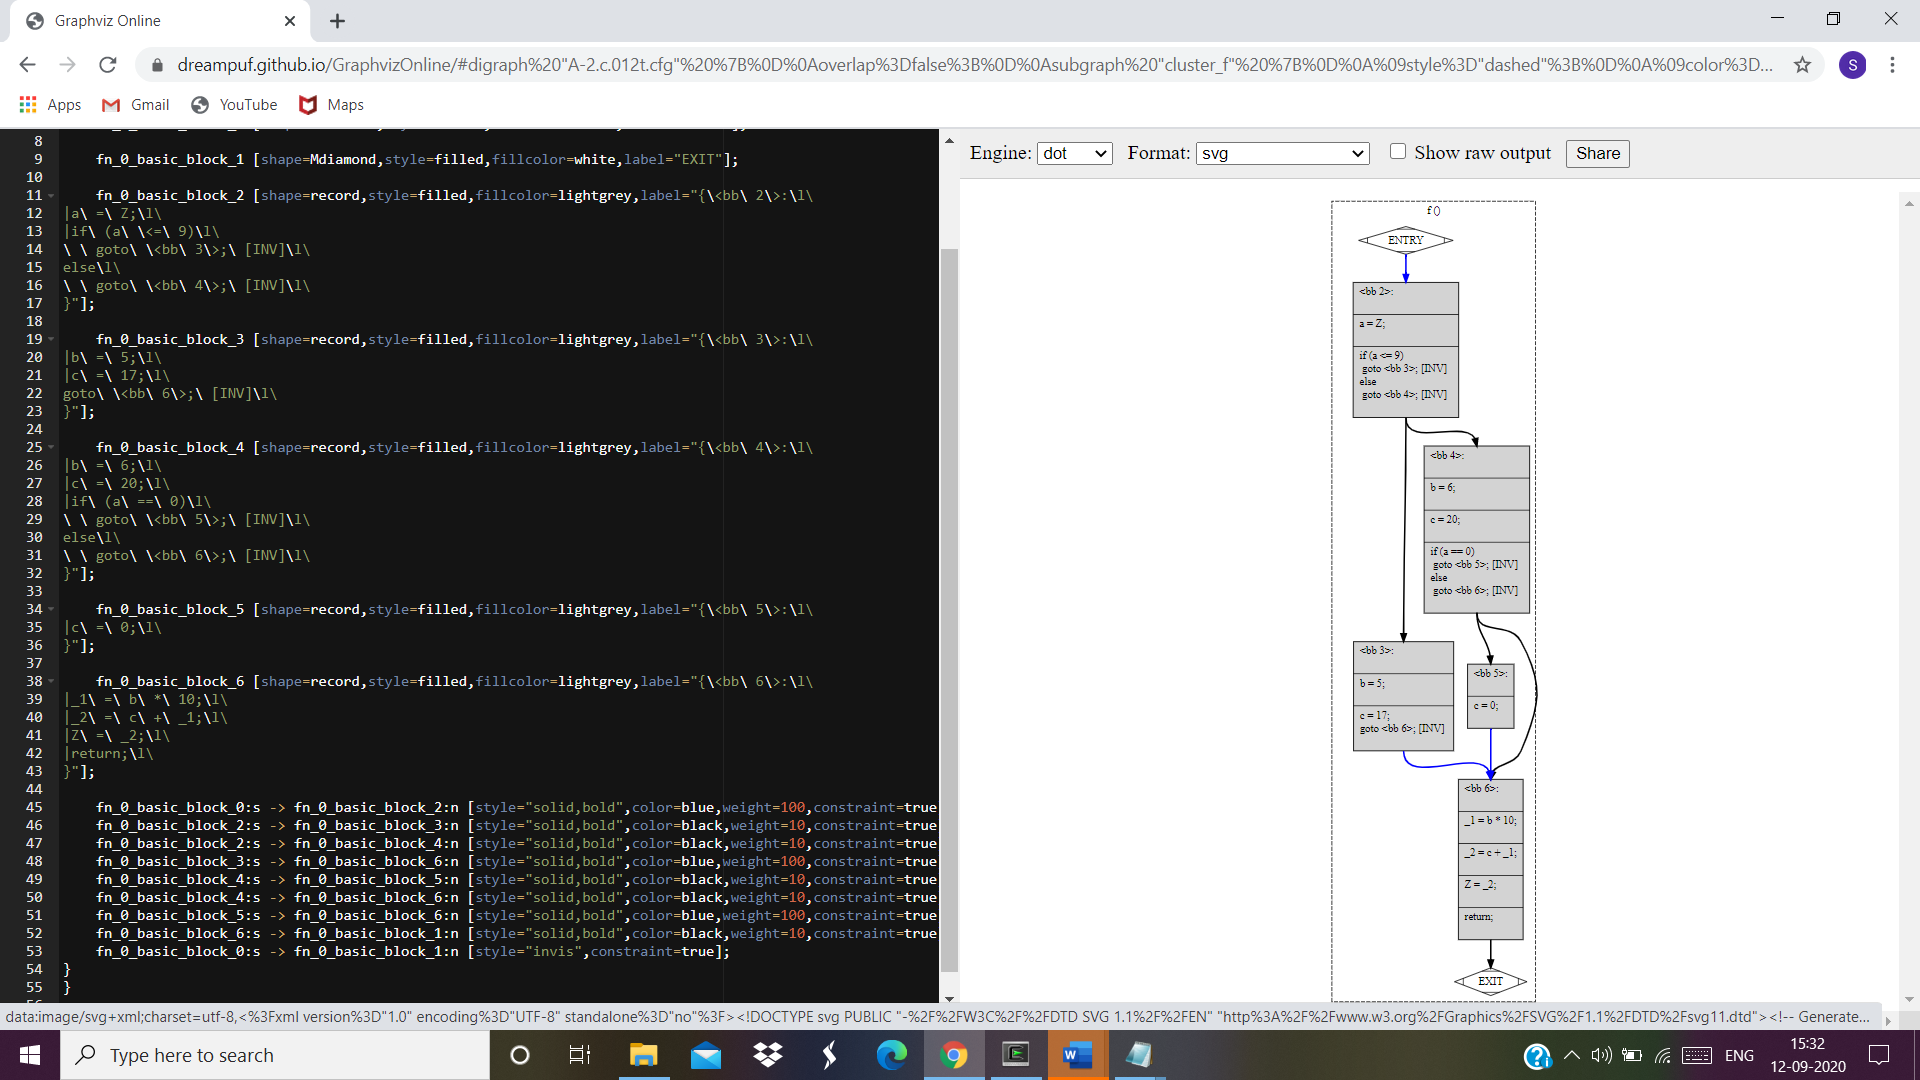 Graphviz Online
dreampuf.github.io/GraphvizOnline/#digraph%20"A-2.c.012t.cfg"%20%7B%0D%0Aoverlap%3Dfalse%3B%0D%0Asubgraph%20"cluster_f"%20%7B%0D%0A%09style%3D"dashed"%3B%0D%0A%09color%3D...
S
Apps Gmail YouTube Maps
8
9 fn_0_basic_block_1 [shape=Mdiamond,style=filled,fillcolor=white,label="EXIT"];
10
11 fn_0_basic_block_2 [shape=record,style=filled,fillcolor=lightgrey,label="{\<bb\ 2\>:\l\
12 |a\ =\ Z;\l\
13 |if\ (a\ \<=\ 9)\l\
14 \ \ goto\ \<bb\ 3\>;\ [INV]\l\
15 else\l\
16 \ \ goto\ \<bb\ 4\>;\ [INV]\l\
17 }"];
18
19 fn_0_basic_block_3 [shape=record,style=filled,fillcolor=lightgrey,label="{\<bb\ 3\>:\l\
20 |b\ =\ 5;\l\
21 |c\ =\ 17;\l\
22 goto\ \<bb\ 6\>;\ [INV]\l\
23 }"];
24
25 fn_0_basic_block_4 [shape=record,style=filled,fillcolor=lightgrey,label="{\<bb\ 4\>:\l\
26 |b\ =\ 6;\l\
27 |c\ =\ 20;\l\
28 |if\ (a\ ==\ 0)\l\
29 \ \ goto\ \<bb\ 5\>;\ [INV]\l\
30 else\l\
31 \ \ goto\ \<bb\ 6\>;\ [INV]\l\
32 }"];
33
34 fn_0_basic_block_5 [shape=record,style=filled,fillcolor=lightgrey,label="{\<bb\ 5\>:\l\
35 |c\ =\ 0;\l\
36 }"];
37
38 fn_0_basic_block_6 [shape=record,style=filled,fillcolor=lightgrey,label="{\<bb\ 6\>:\l\
39 |_1\ =\ b\ *\ 10;\l\
40 |_2\ =\ c\ +\ _1;\l\
41 |Z\ =\ _2;\l\
42 |return;\l\
43 }"];
44
45 fn_0_basic_block_0:s -> fn_0_basic_block_2:n [style="solid,bold",color=blue,weight=100,constraint=true
46 fn_0_basic_block_2:s -> fn_0_basic_block_3:n [style="solid,bold",color=black,weight=10,constraint=true
47 fn_0_basic_block_2:s -> fn_0_basic_block_4:n [style="solid,bold",color=black,weight=10,constraint=true
48 fn_0_basic_block_3:s -> fn_0_basic_block_6:n [style="solid,bold",color=blue,weight=100,constraint=true
49 fn_0_basic_block_4:s -> fn_0_basic_block_5:n [style="solid,bold",color=black,weight=10,constraint=true
50 fn_0_basic_block_4:s -> fn_0_basic_block_6:n [style="solid,bold",color=black,weight=10,constraint=true
51 fn_0_basic_block_5:s -> fn_0_basic_block_6:n [style="solid,bold",color=blue,weight=100,constraint=true
52 fn_0_basic_block_6:s -> fn_0_basic_block_1:n [style="solid,bold",color=black,weight=10,constraint=true
53 fn_0_basic_block_0:s -> fn_0_basic_block_1:n [style="invis",constraint=true];
54 }
55 }
Engine: dot Format: svg Show raw output Share
f ()
ENTRY
<bb 2>:
a = Z;
if (a <= 9)
goto <bb 3>; [INV]
else
goto <bb 4>; [INV]
<bb 4>:
b = 6;
c = 20;
if (a == 0)
goto <bb 5>; [INV]
else
goto <bb 6>; [INV]
<bb 3>:
b = 5;
c = 17;
goto <bb 6>; [INV]
<bb 5>:
c = 0;
<bb 6>:
_1 = b * 10;
_2 = c + _1;
Z = _2;
return;
EXIT
data:image/svg+xml;charset=utf-8,<%3Fxml version%3D"1.0" encoding%3D"UTF-8" standalone%3D"no"%3F><!DOCTYPE svg PUBLIC "-%2F%2FW3C%2F%2FDTD SVG 1.1%2F%2FEN" "http%3A%2F%2Fwww.w3.org%2FGraphics%2FSVG%2F1.1%2FDTD%2Fsvg11.dtd"><!-- Generate...
Type here to search
ENG
15:32
12-09-2020